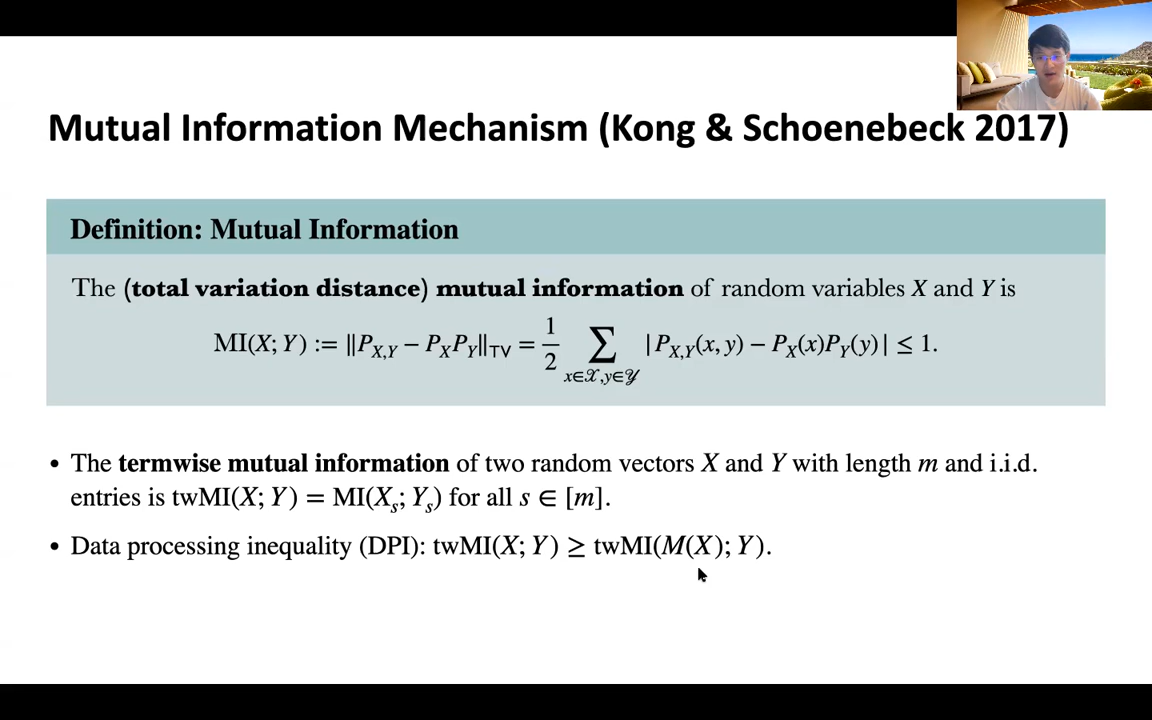 Mutual Information Mechanism (Kong & Schoenebeck 2017)
Definition: Mutual Information
The (total variation distance) mutual information of random variables X and Y is
MI(X; Y) := ‖P_{X,Y} − P_X P_Y‖_TV = 1/2 ∑_{x∈𝒳, y∈𝒴} |P_{X,Y}(x, y) − P_X(x)P_Y(y)| ≤ 1.
• The termwise mutual information of two random vectors X and Y with length m and i.i.d.
entries is twMI(X; Y) = MI(X_s; Y_s) for all s ∈ [m].
• Data processing inequality (DPI): twMI(X; Y) ≥ twMI(M(X); Y).